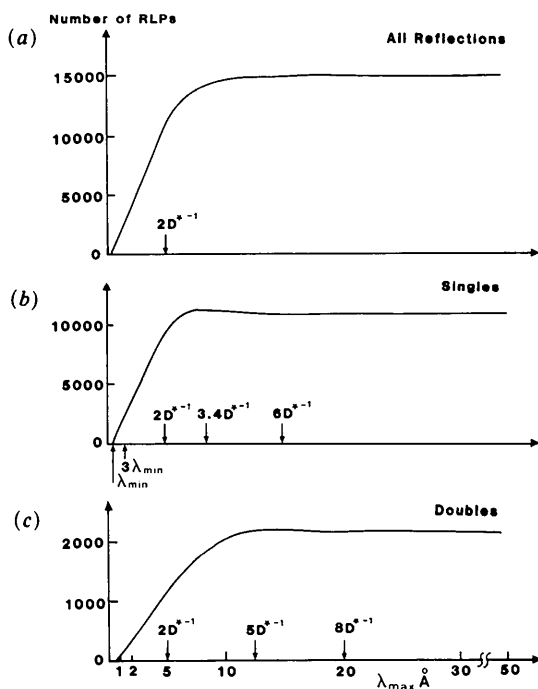 Number of RLPs
(a)
All Reflections
15000
10000
5000
0
2D*⁻¹
(b)
Singles
10000
5000
0
2D*⁻¹ 3.4D*⁻¹ 6D*⁻¹
3λmin
λmin
(c)
Doubles
2000
1000
0
2D*⁻¹ 5D*⁻¹ 8D*⁻¹
1 2 5 10 20 30 50
λmax Å